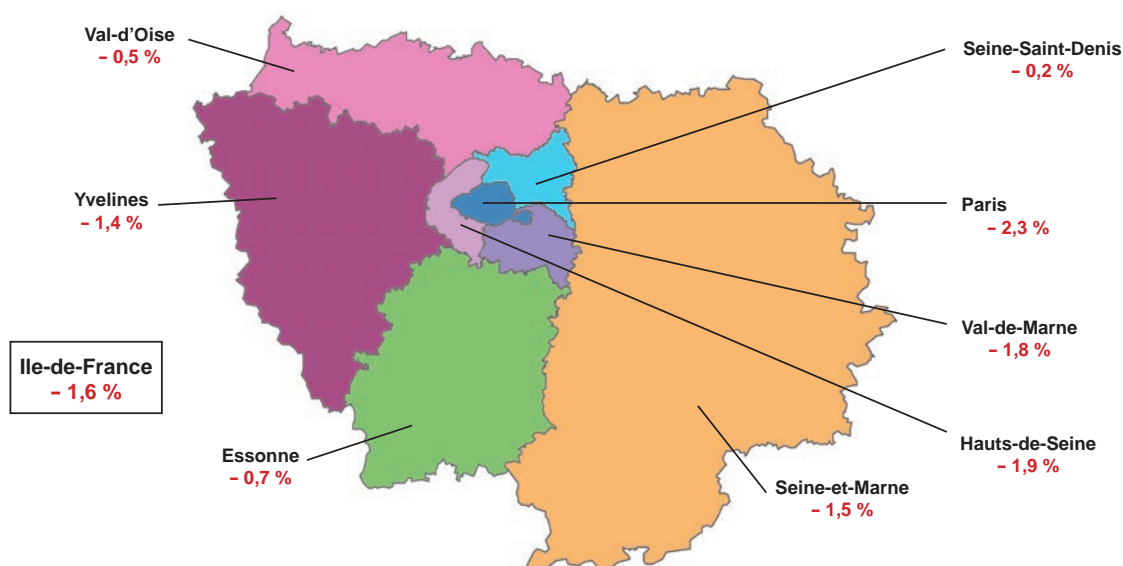 Val-d’Oise
– 0,5 %
Seine-Saint-Denis
– 0,2 %
Yvelines
– 1,4 %
Paris
– 2,3 %
Val-de-Marne
– 1,8 %
Ile-de-France
– 1,6 %
Hauts-de-Seine
– 1,9 %
Essonne
– 0,7 %
Seine-et-Marne
– 1,5 %